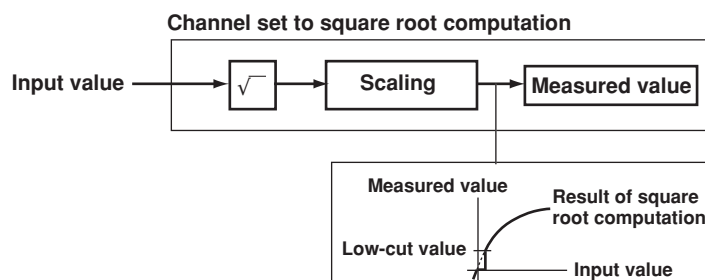 Channel set to square root computation
Input value
√
Scaling
Measured value
Measured value
Result of square
root computation
Low-cut value
Input value